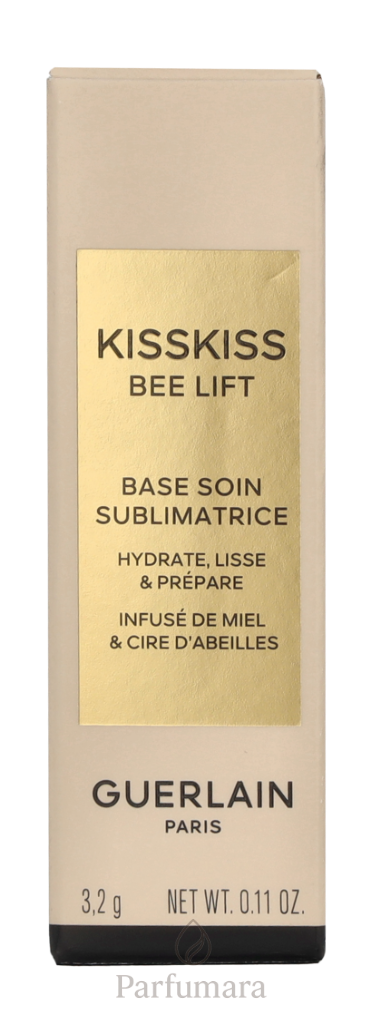 KISSKISS
BEE LIFT
BASE SOIN
SUBLIMATRICE
HYDRATE, LISSE
& PRÉPARE
INFUSÉ DE MIEL
& CIRE D'ABEILLES
GUERLAIN
PARIS
3,2 g NET WT. 0.11 OZ.
Parfumara